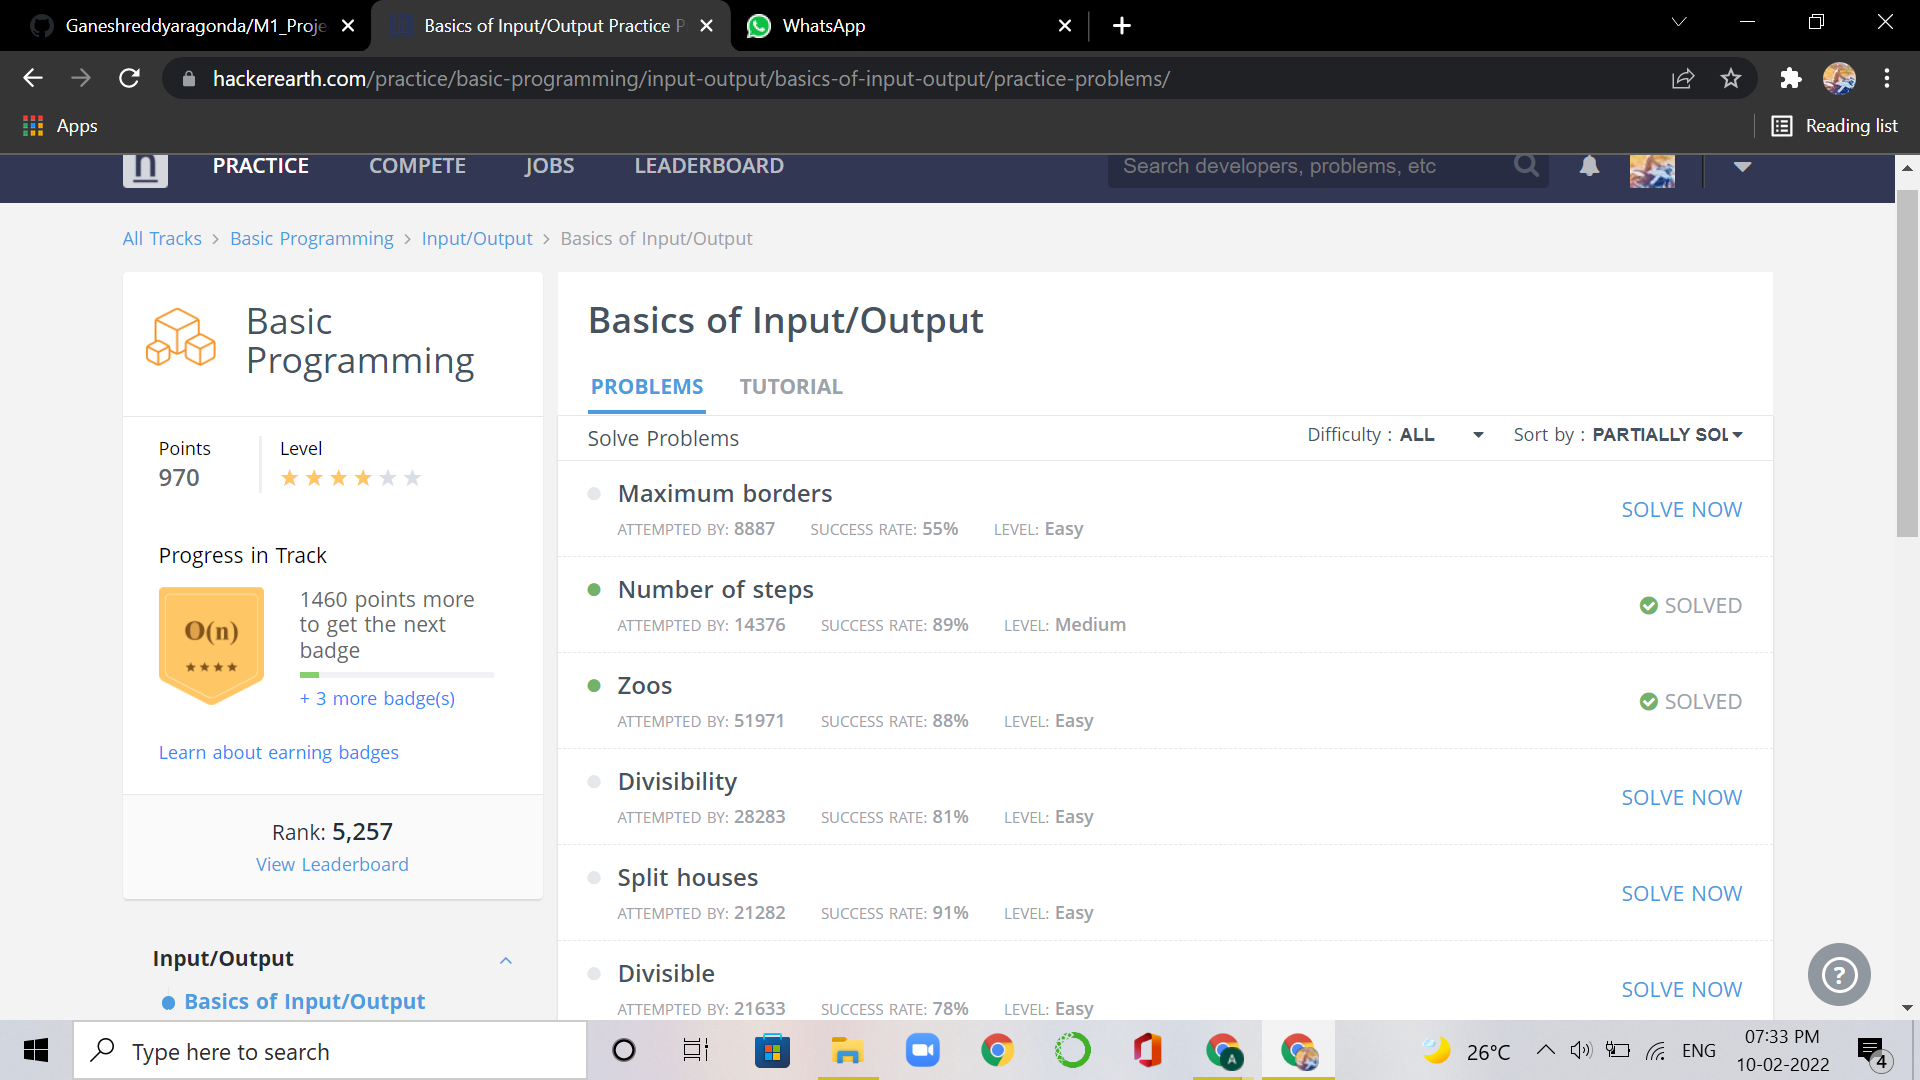 Ganeshreddyaragonda/M1_Proje
Basics of Input/Output Practice P
WhatsApp
hackerearth.com/practice/basic-programming/input-output/basics-of-input-output/practice-problems/
Apps
Reading list
PRACTICE COMPETE JOBS LEADERBOARD
Search developers, problems, etc
All Tracks > Basic Programming > Input/Output > Basics of Input/Output
Basic
Programming
Points
970
Level
Progress in Track
O(n)
1460 points more
to get the next
badge
+ 3 more badge(s)
Learn about earning badges
Rank: 5,257
View Leaderboard
Input/Output
Basics of Input/Output
Basics of Input/Output
PROBLEMS TUTORIAL
Solve Problems
Difficulty : ALL
Sort by : PARTIALLY SOL
Maximum borders
ATTEMPTED BY: 8887 SUCCESS RATE: 55% LEVEL: Easy
SOLVE NOW
Number of steps
ATTEMPTED BY: 14376 SUCCESS RATE: 89% LEVEL: Medium
SOLVED
Zoos
ATTEMPTED BY: 51971 SUCCESS RATE: 88% LEVEL: Easy
SOLVED
Divisibility
ATTEMPTED BY: 28283 SUCCESS RATE: 81% LEVEL: Easy
SOLVE NOW
Split houses
ATTEMPTED BY: 21282 SUCCESS RATE: 91% LEVEL: Easy
SOLVE NOW
Divisible
ATTEMPTED BY: 21633 SUCCESS RATE: 78% LEVEL: Easy
SOLVE NOW
?
Type here to search
A
26°C
ENG
07:33 PM
10-02-2022
4